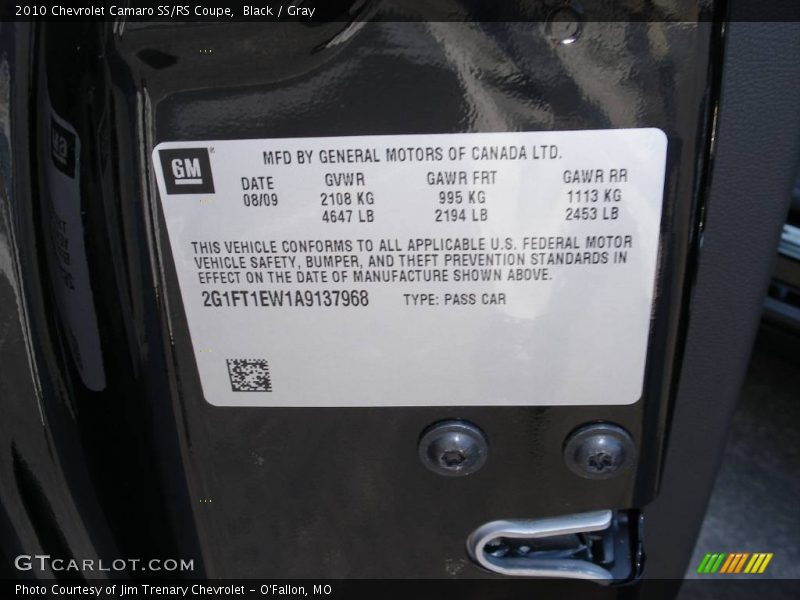 2010 Chevrolet Camaro SS/RS Coupe, Black / Gray
GM
MFD BY GENERAL MOTORS OF CANADA LTD.
DATE GVWR GAWR FRT GAWR RR
08/09 2108 KG 995 KG 1113 KG
4647 LB 2194 LB 2453 LB
THIS VEHICLE CONFORMS TO ALL APPLICABLE U.S. FEDERAL MOTOR
VEHICLE SAFETY, BUMPER, AND THEFT PREVENTION STANDARDS IN
EFFECT ON THE DATE OF MANUFACTURE SHOWN ABOVE.
2G1FT1EW1A9137968 TYPE: PASS CAR
GTCARLOT.COM
Photo Courtesy of Jim Trenary Chevrolet - O'Fallon, MO